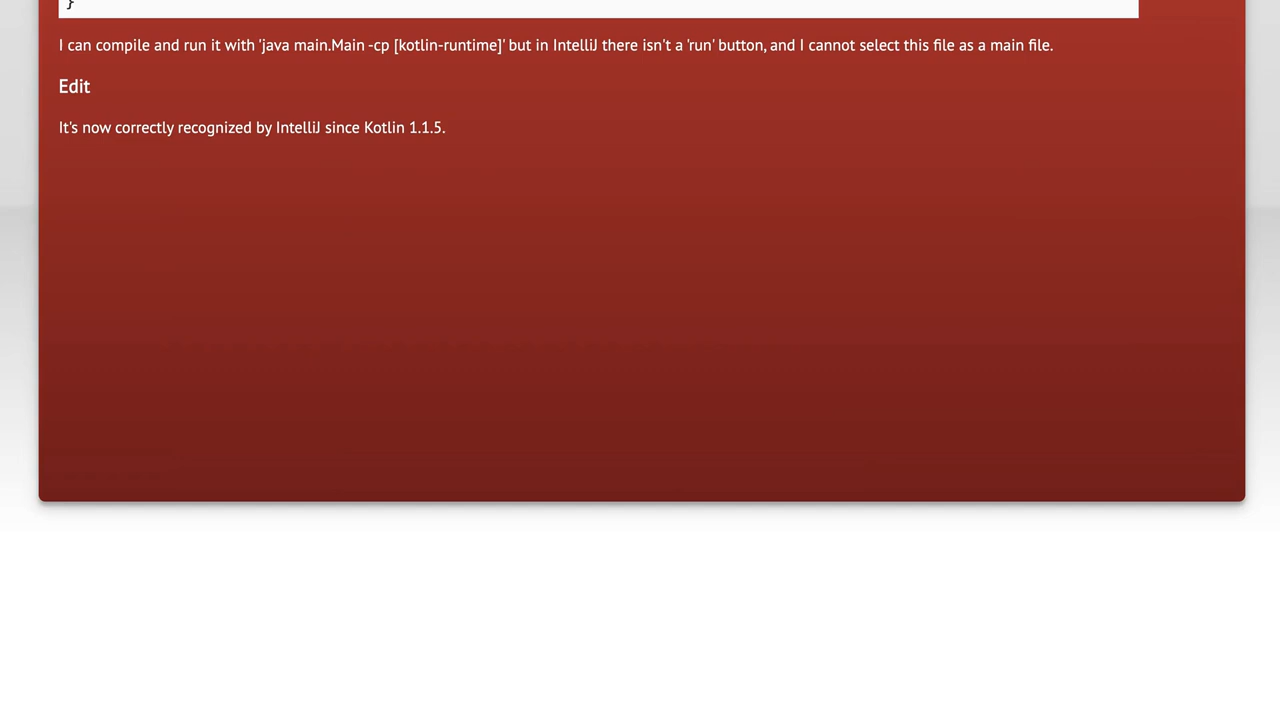 }
I can compile and run it with 'java main.Main -cp [kotlin-runtime]' but in IntelliJ there isn't a 'run' button, and I cannot select this file as a main file.
Edit
It's now correctly recognized by IntelliJ since Kotlin 1.1.5.